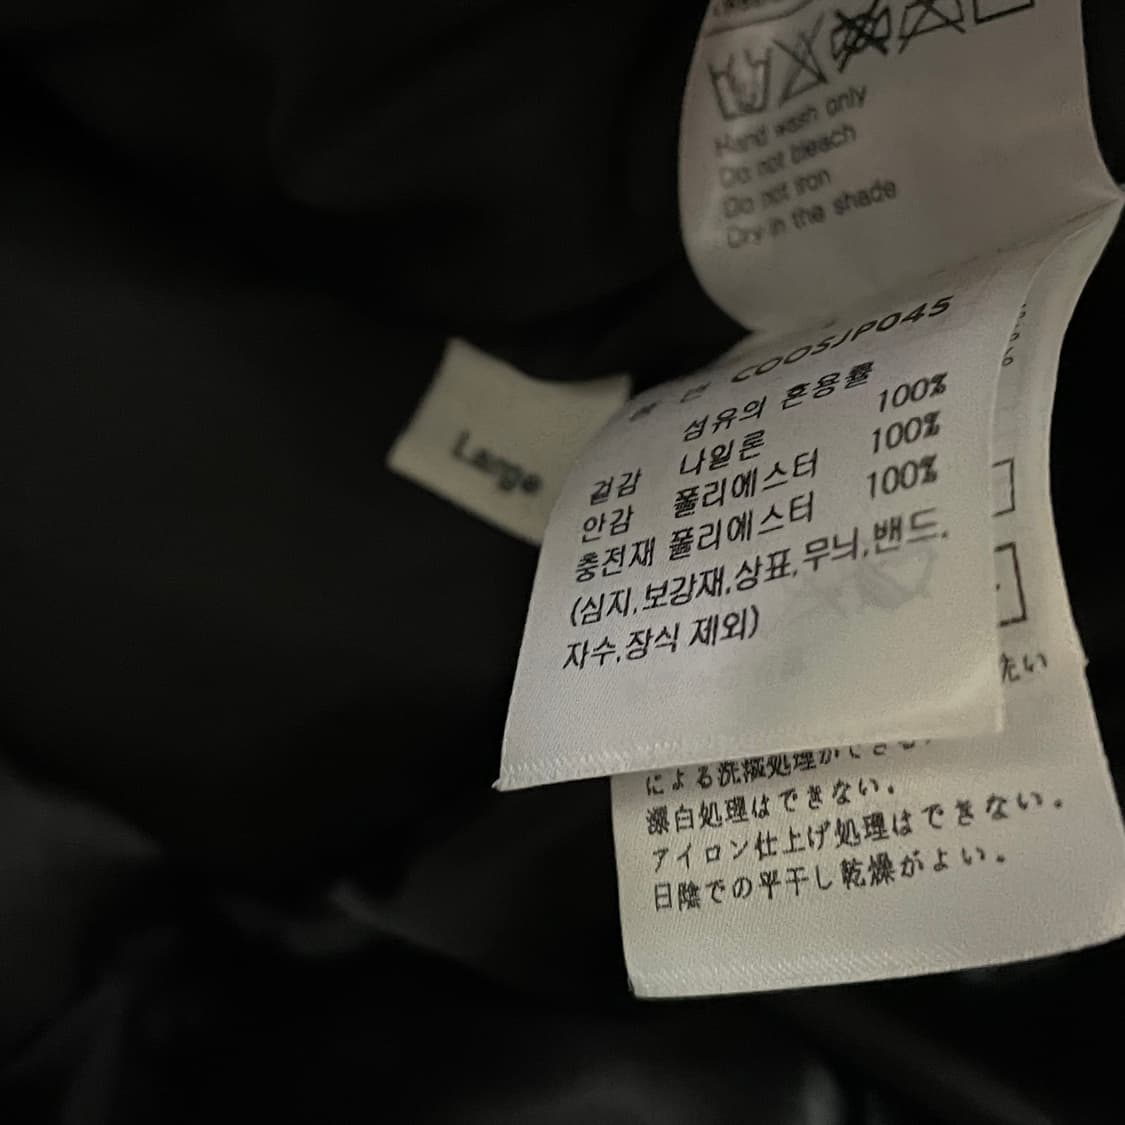 Hand wash only
Do not bleach
Do not iron
Dry in the shade
Large
품 번 COOSJP045
섬유의 혼용률
겉감 나일론 100%
안감 폴리에스터 100%
충전재 폴리에스터 100%
(심지,보강재,상표,무늬,밴드,
자수,장식 제외)
たい
による洗濯処理ができる.
漂白処理はできない.
アイロン仕上げ処理はできない.
日陰での平干し乾燥がよい.